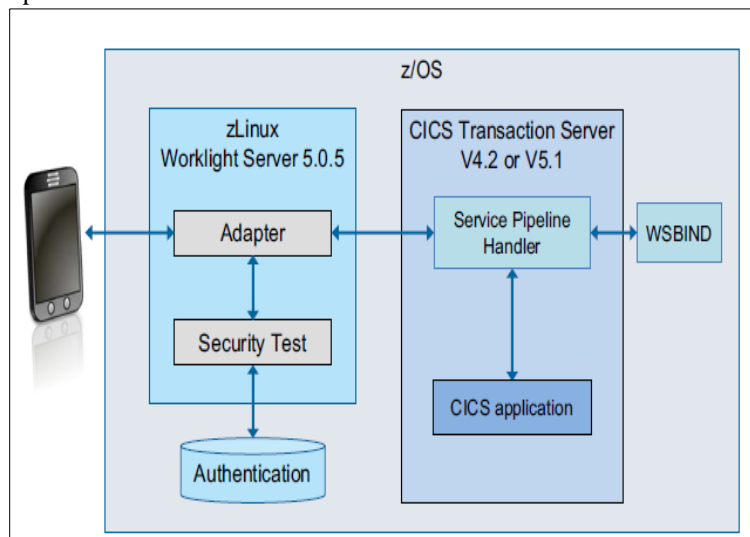 z/OS
zLinux
Worklight Server 5.0.5
Adapter
Security Test
Authentication
CICS Transaction Server
V4.2 or V5.1
Service Pipeline
Handler
CICS application
WSBIND